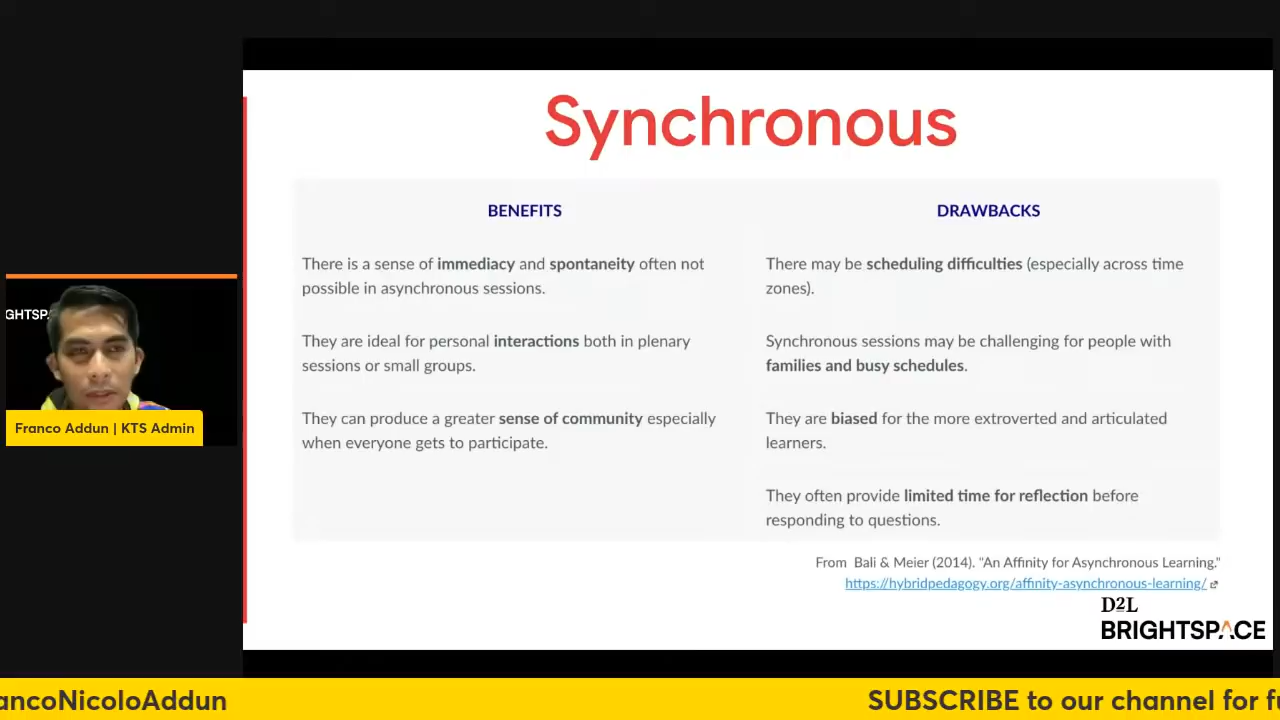 Synchronous
BENEFITS
There is a sense of immediacy and spontaneity often not
possible in asynchronous sessions.
They are ideal for personal interactions both in plenary
sessions or small groups.
They can produce a greater sense of community especially
when everyone gets to participate.
DRAWBACKS
There may be scheduling difficulties (especially across time
zones).
Synchronous sessions may be challenging for people with
families and busy schedules.
They are biased for the more extroverted and articulated
learners.
They often provide limited time for reflection before
responding to questions.
From Bali & Meier (2014). "An Affinity for Asynchronous Learning."
https://hybridpedagogy.org/affinity-asynchronous-learning/
D2L
BRIGHTSPACE
GHTSP
Franco Addun | KTS Admin
ancoNicoloAddun
SUBSCRIBE to our channel for fu